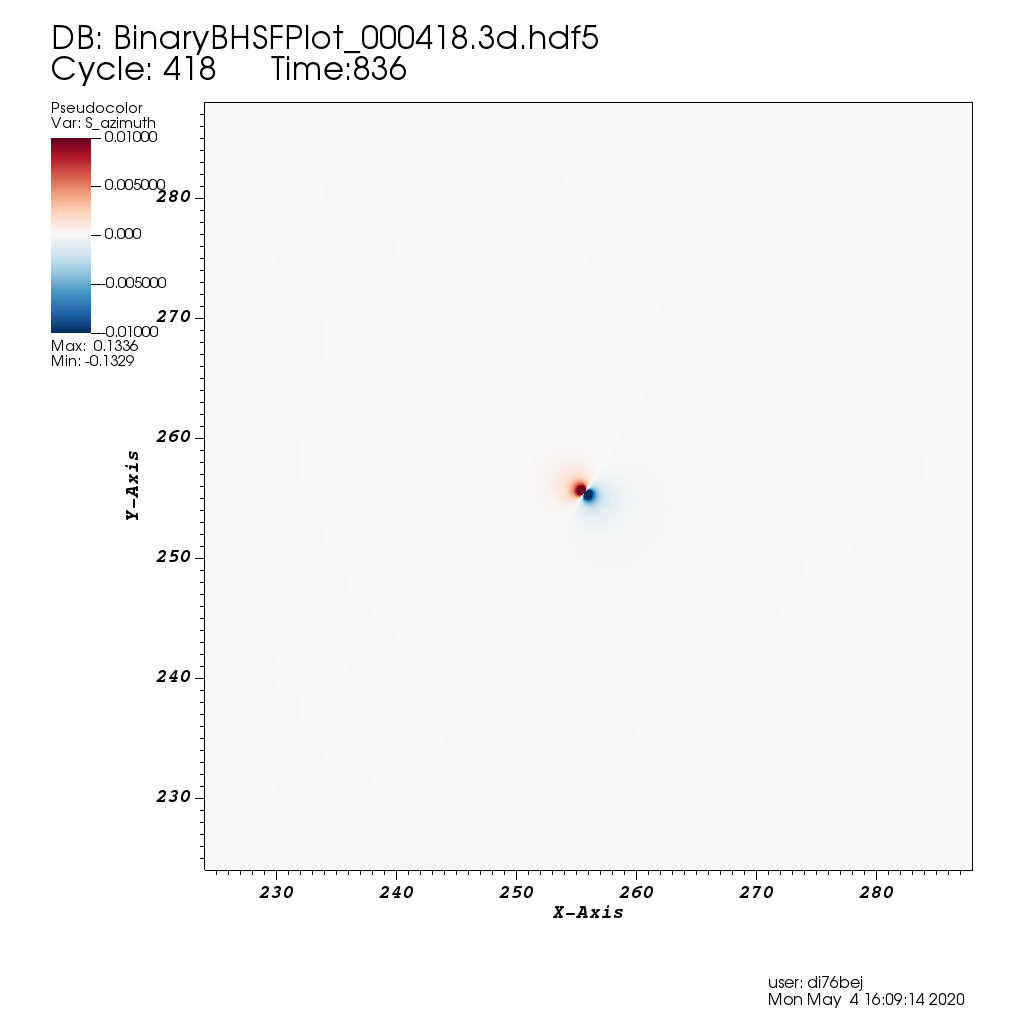 DB: BinaryBHSFPlot_000418.3d.hdf5
Cycle: 418 Time:836
Pseudocolor
Var: S_azimuth
0.01000
0.005000
0.000
-0.005000
-0.01000
Max: 0.1336
Min: -0.1329
280
270
260
250
240
230
Y-Axis
230 240 250 260 270 280
X-Axis
user: di76bej
Mon May 4 16:09:14 2020